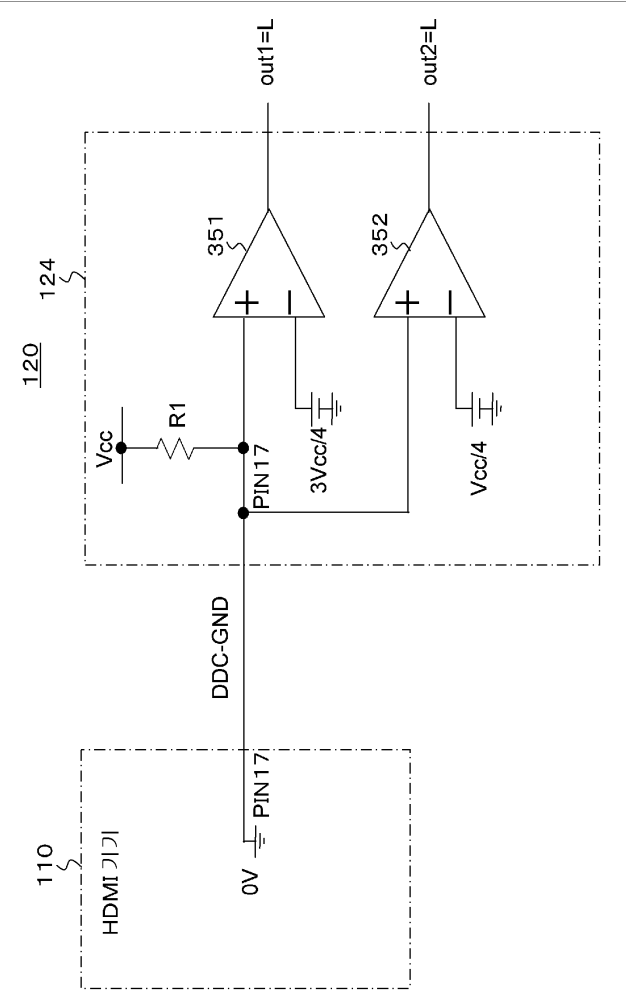 120
110
HDMI 기기
0V
PIN17
DDC-GND
124
Vcc
R1
PIN17
3Vcc/4
Vcc/4
351
352
out1=L
out2=L